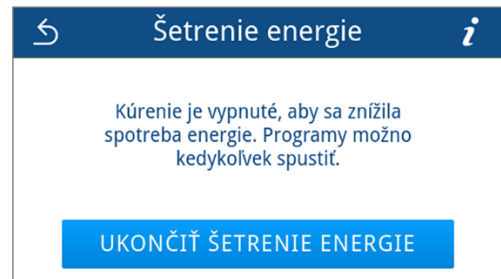 Šetrenie energie
Kúrenie je vypnuté, aby sa znížila
spotreba energie. Programy možno
kedykoľvek spustiť.
UKONČIŤ ŠETRENIE ENERGIE